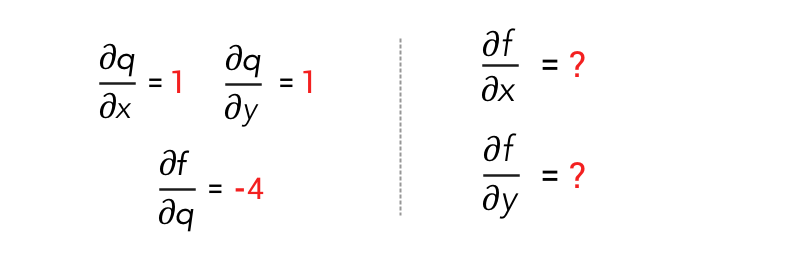 ∂q/∂x = 1 ∂q/∂y = 1
∂f/∂q = -4
∂f/∂x = ?
∂f/∂y = ?